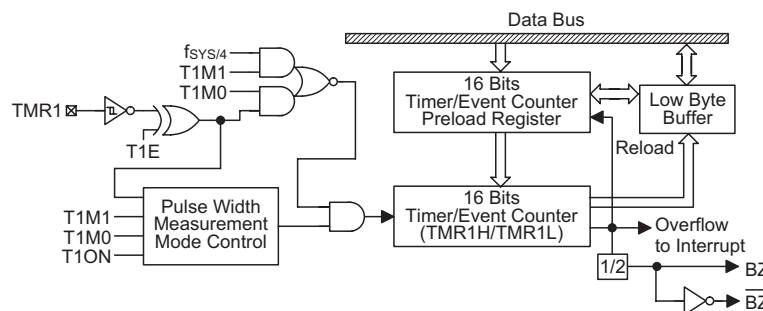 Data Bus
fSYS/4
T1M1
T1M0
TMR1
T1E
16 Bits
Timer/Event Counter
Preload Register
Low Byte
Buffer
Reload
T1M1
T1M0
T1ON
Pulse Width
Measurement
Mode Control
16 Bits
Timer/Event Counter
(TMR1H/TMR1L)
Overflow
to Interrupt
1/2
BZ
BZ